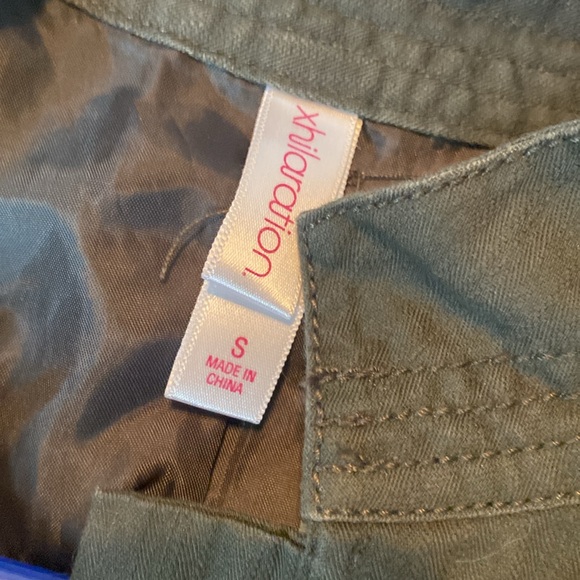 xhilaration.
S
MADE IN
CHINA